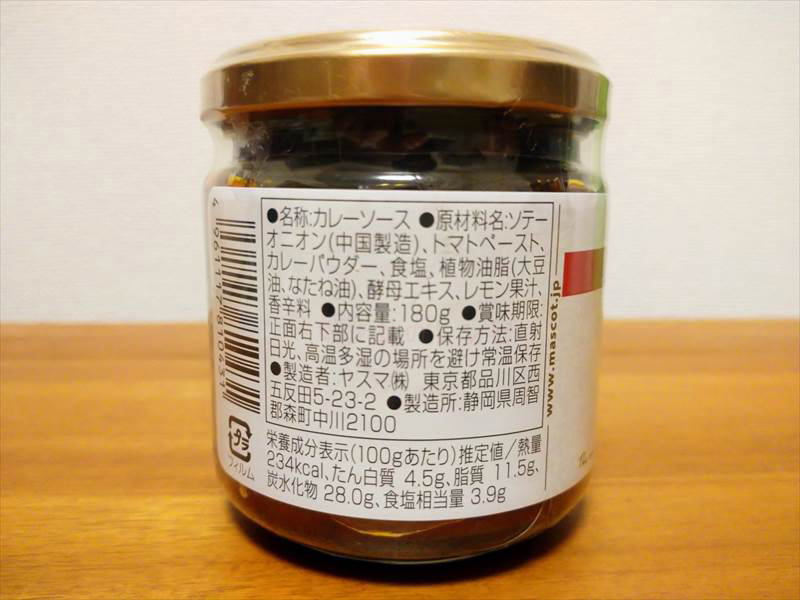 ●名称:カレーソース ●原材料名:ソテー
オニオン(中国製造)、トマトペースト、
カレーパウダー、食塩、植物油脂(大豆
油、なたね油)、酵母エキス、レモン果汁、
香辛料 ●内容量:180g ●賞味期限:
正面右下部に記載 ●保存方法:直射
日光、高温多湿の場所を避け常温保存
●製造者:ヤスマ㈱ 東京都品川区西
五反田5-23-2 ●製造所:静岡県周智
郡森町中川2100
栄養成分表示(100gあたり)推定値/熱量
234kcal、たん白質 4.5g、脂質 11.5g、
炭水化物 28.0g、食塩相当量 3.9g
4961117810431
プラ
フィルム
www.mascot.jp